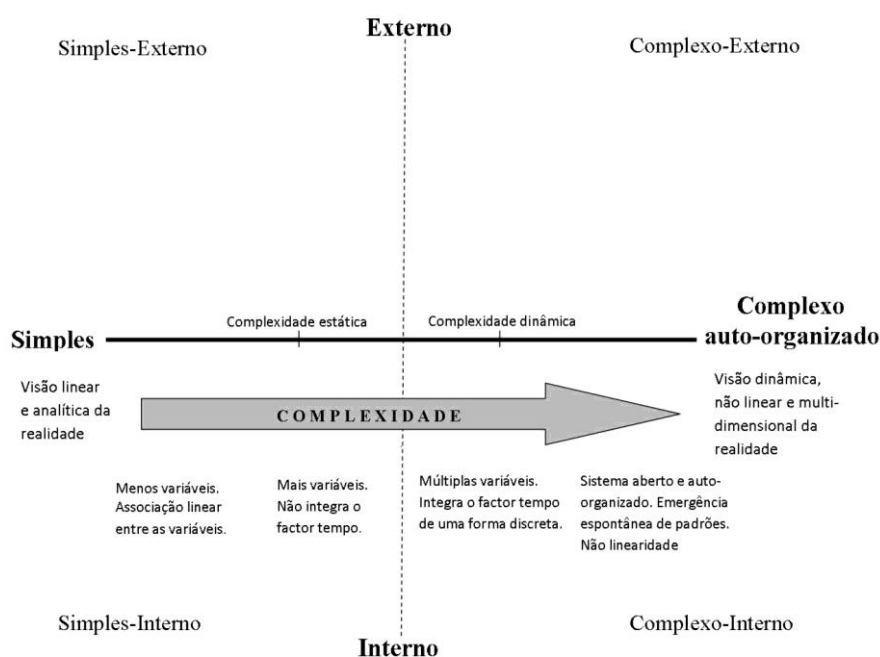 Externo
Simples-Externo
Complexo-Externo
Complexidade estática
Complexidade dinâmica
Simples
Complexo
auto-organizado
Visão linear
e analítica da
realidade
COMPLEXIDADE
Visão dinâmica,
não linear e multi-
dimensional da
realidade
Menos variáveis.
Associação linear
entre as variáveis.
Mais variáveis.
Não integra o
factor tempo.
Múltiplas variáveis.
Integra o factor tempo
de uma forma discreta.
Sistema aberto e auto-
organizado. Emergência
espontânea de padrões.
Não linearidade
Simples-Interno
Complexo-Interno
Interno